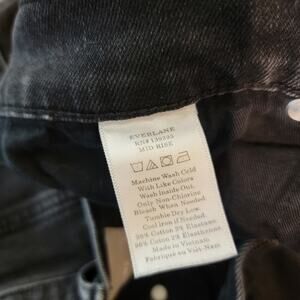 EVERLANE
RN# 139293
MID RISE
Machine Wash Cold
With Like Colors
Wash Inside Out.
Only Non-Chlorine
Bleach When Needed
Tumble Dry Low.
Cool iron if Needed
98% Cotton 2% Elastane
98% Cotton 2% Elasthanne
Made in Vietnam
Fabriqué au Viet Nam